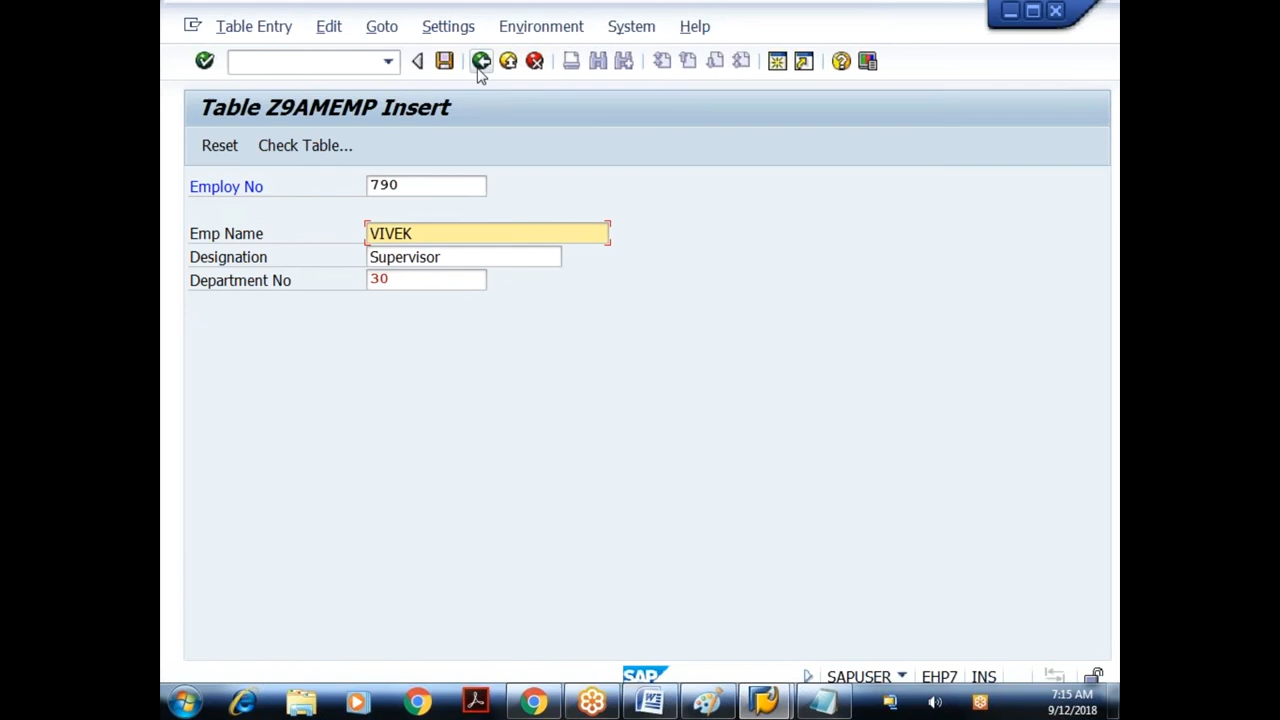 Table Entry Edit Goto Settings Environment System Help
Table Z9AMEMP Insert
Reset Check Table...
Employ No 790
Emp Name VIVEK
Designation Supervisor
Department No 30
SAP SAPUSER EHP7 INS
7:15 AM
9/12/2018